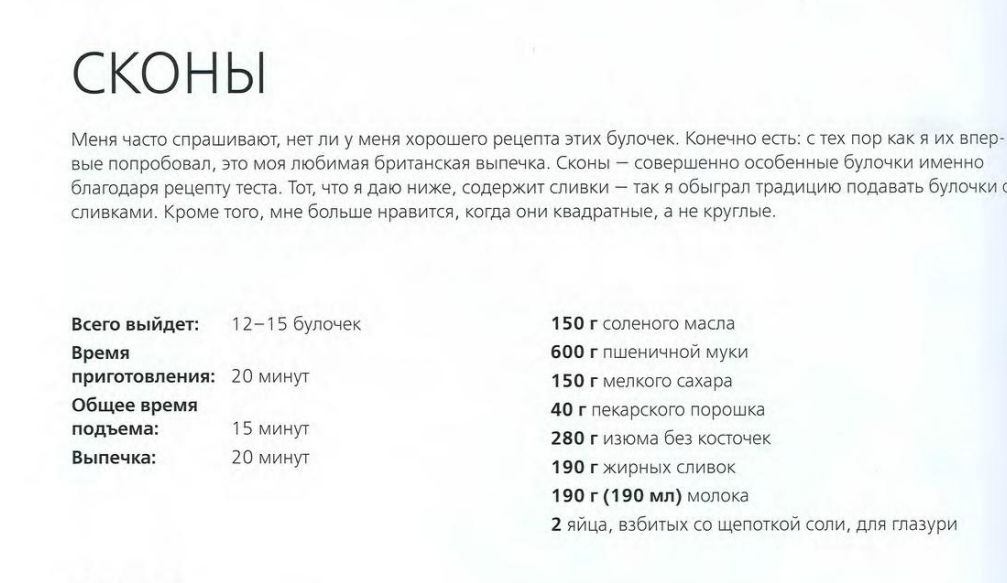 СКОНЫ
Меня часто спрашивают, нет ли у меня хорошего рецепта этих булочек. Конечно есть: с тех пор как я их впер-
вые попробовал, это моя любимая британская выпечка. Сконы — совершенно особенные булочки именно
благодаря рецепту теста. Тот, что я даю ниже, содержит сливки — так я обыграл традицию подавать булочки с
сливками. Кроме того, мне больше нравится, когда они квадратные, а не круглые.
Всего выйдет: 12–15 булочек
Время
приготовления: 20 минут
Общее время
подъема: 15 минут
Выпечка: 20 минут
150 г соленого масла
600 г пшеничной муки
150 г мелкого сахара
40 г пекарского порошка
280 г изюма без косточек
190 г жирных сливок
190 г (190 мл) молока
2 яйца, взбитых со щепоткой соли, для глазури